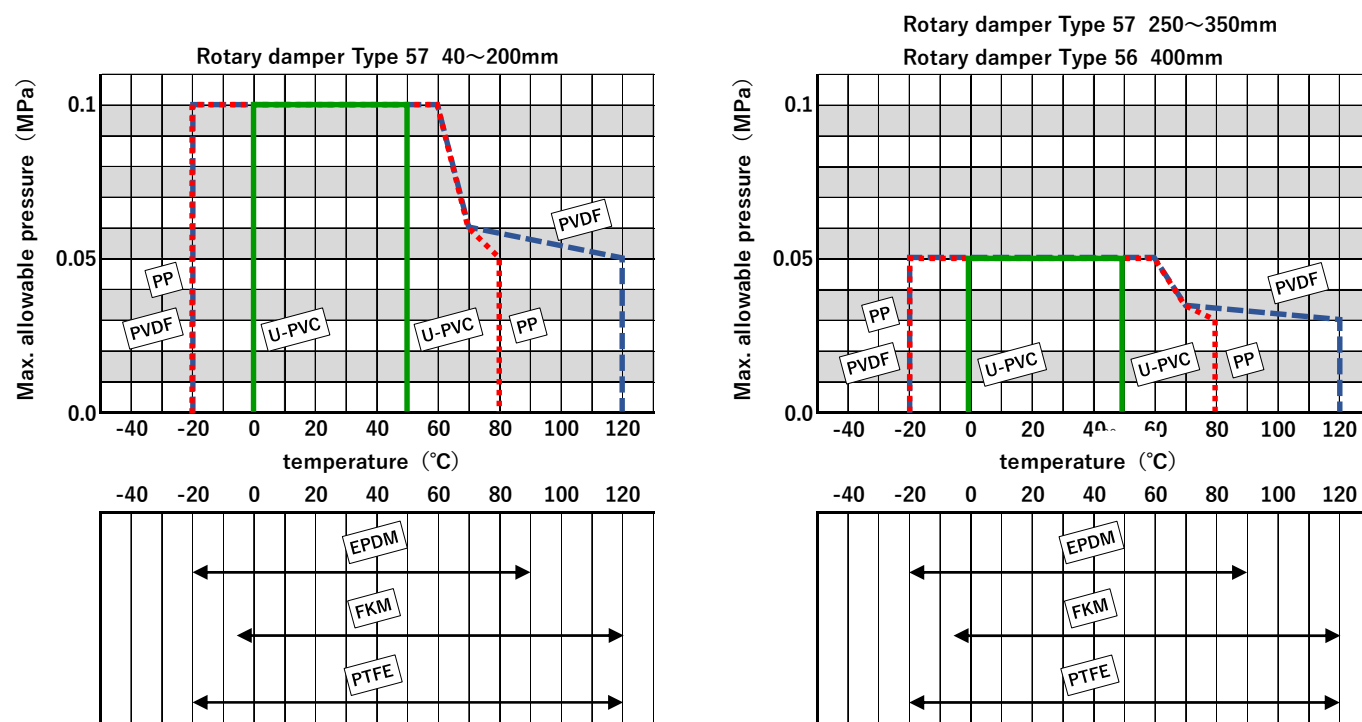 Rotary damper Type 57 40～200mm
Max. allowable pressure（MPa）
0.1
0.05
0.0
PVDF
PP
PVDF
U-PVC
U-PVC
PP
-40 -20 0 20 40 60 80 100 120
temperature（℃）
-40 -20 0 20 40 60 80 100 120
EPDM
FKM
PTFE
Rotary damper Type 57 250～350mm
Rotary damper Type 56 400mm
Max. allowable pressure（MPa）
0.1
0.05
0.0
PVDF
PP
PVDF
U-PVC
U-PVC
PP
-40 -20 0 20 80 100 120
temperature（℃）
-40 -20 0 20 40 60 80 100 120
EPDM
FKM
PTFE